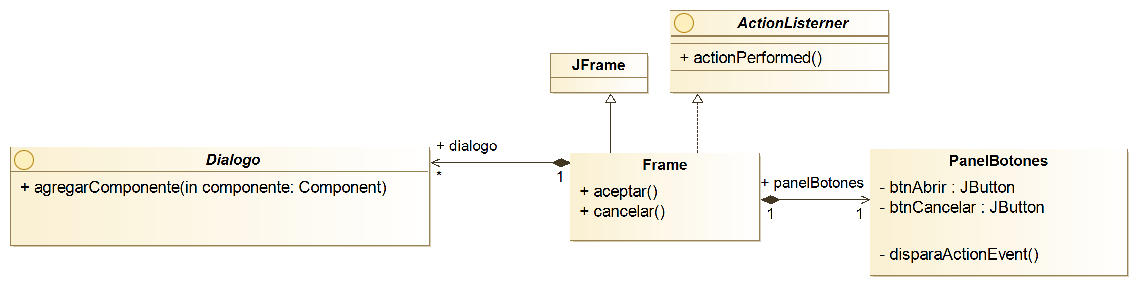 ActionListerner
+ actionPerformed()
JFrame
Dialogo
+ agregarComponente(in componente: Component)
+ dialogo
*
1
Frame
+ aceptar()
+ cancelar()
+ panelBotones
1
1
PanelBotones
- btnAbrir : JButton
- btnCancelar : JButton
- disparaActionEvent()